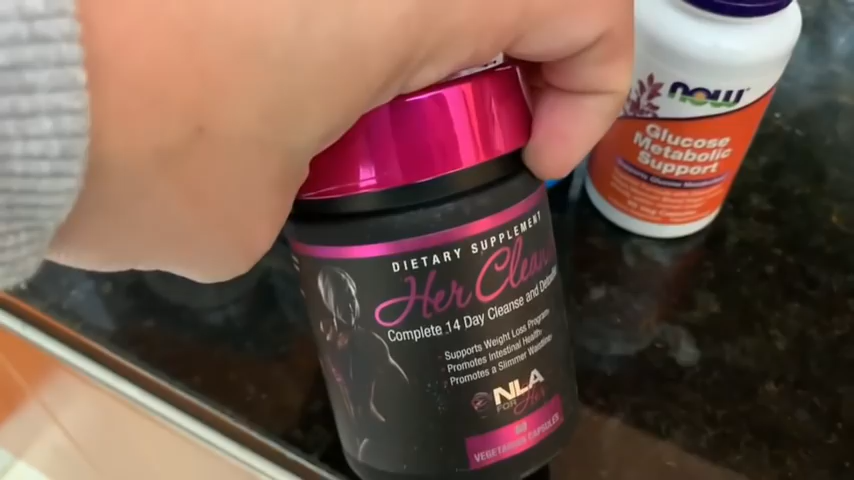 DIETARY SUPPLEMENT
Her Clean
Complete 14 Day Cleanse and
Supports Weight Loss Program
Promotes Intestinal Health
Promotes a Slimmer Waistline
NLA
FOR Her
VEGETARIAN CAPSULES
NOW
Glucose
Metabolic
Support